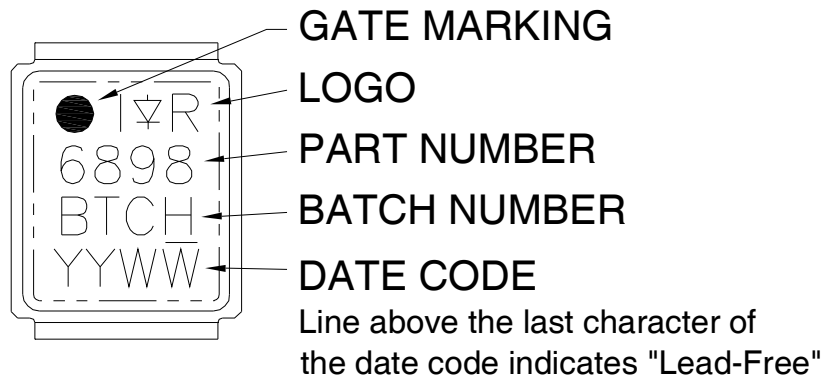 GATE MARKING
I R
LOGO
6898
PART NUMBER
BTCH
BATCH NUMBER
YYWW̅
DATE CODE
Line above the last character of
the date code indicates "Lead-Free"